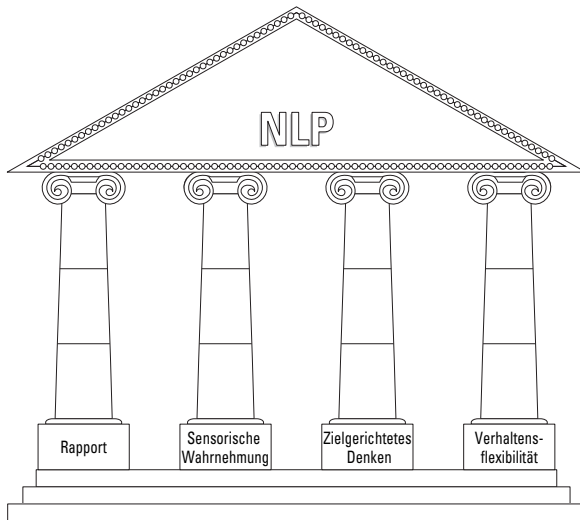 NLP
Rapport
Sensorische
Wahrnehmung
Zielgerichtetes
Denken
Verhaltens-
flexibilität